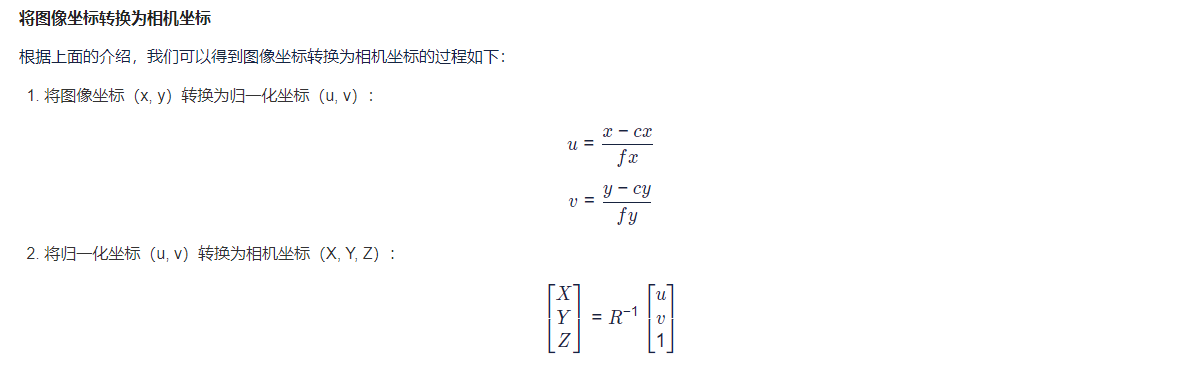 将图像坐标转换为相机坐标
根据上面的介绍，我们可以得到图像坐标转换为相机坐标的过程如下：
1. 将图像坐标（x, y）转换为归一化坐标（u, v）：
u = \frac{x - cx}{fx}
v = \frac{y - cy}{fy}
2. 将归一化坐标（u, v）转换为相机坐标（X, Y, Z）：
\begin{bmatrix} X \\ Y \\ Z \end{bmatrix} = R^{-1} \begin{bmatrix} u \\ v \\ 1 \end{bmatrix}